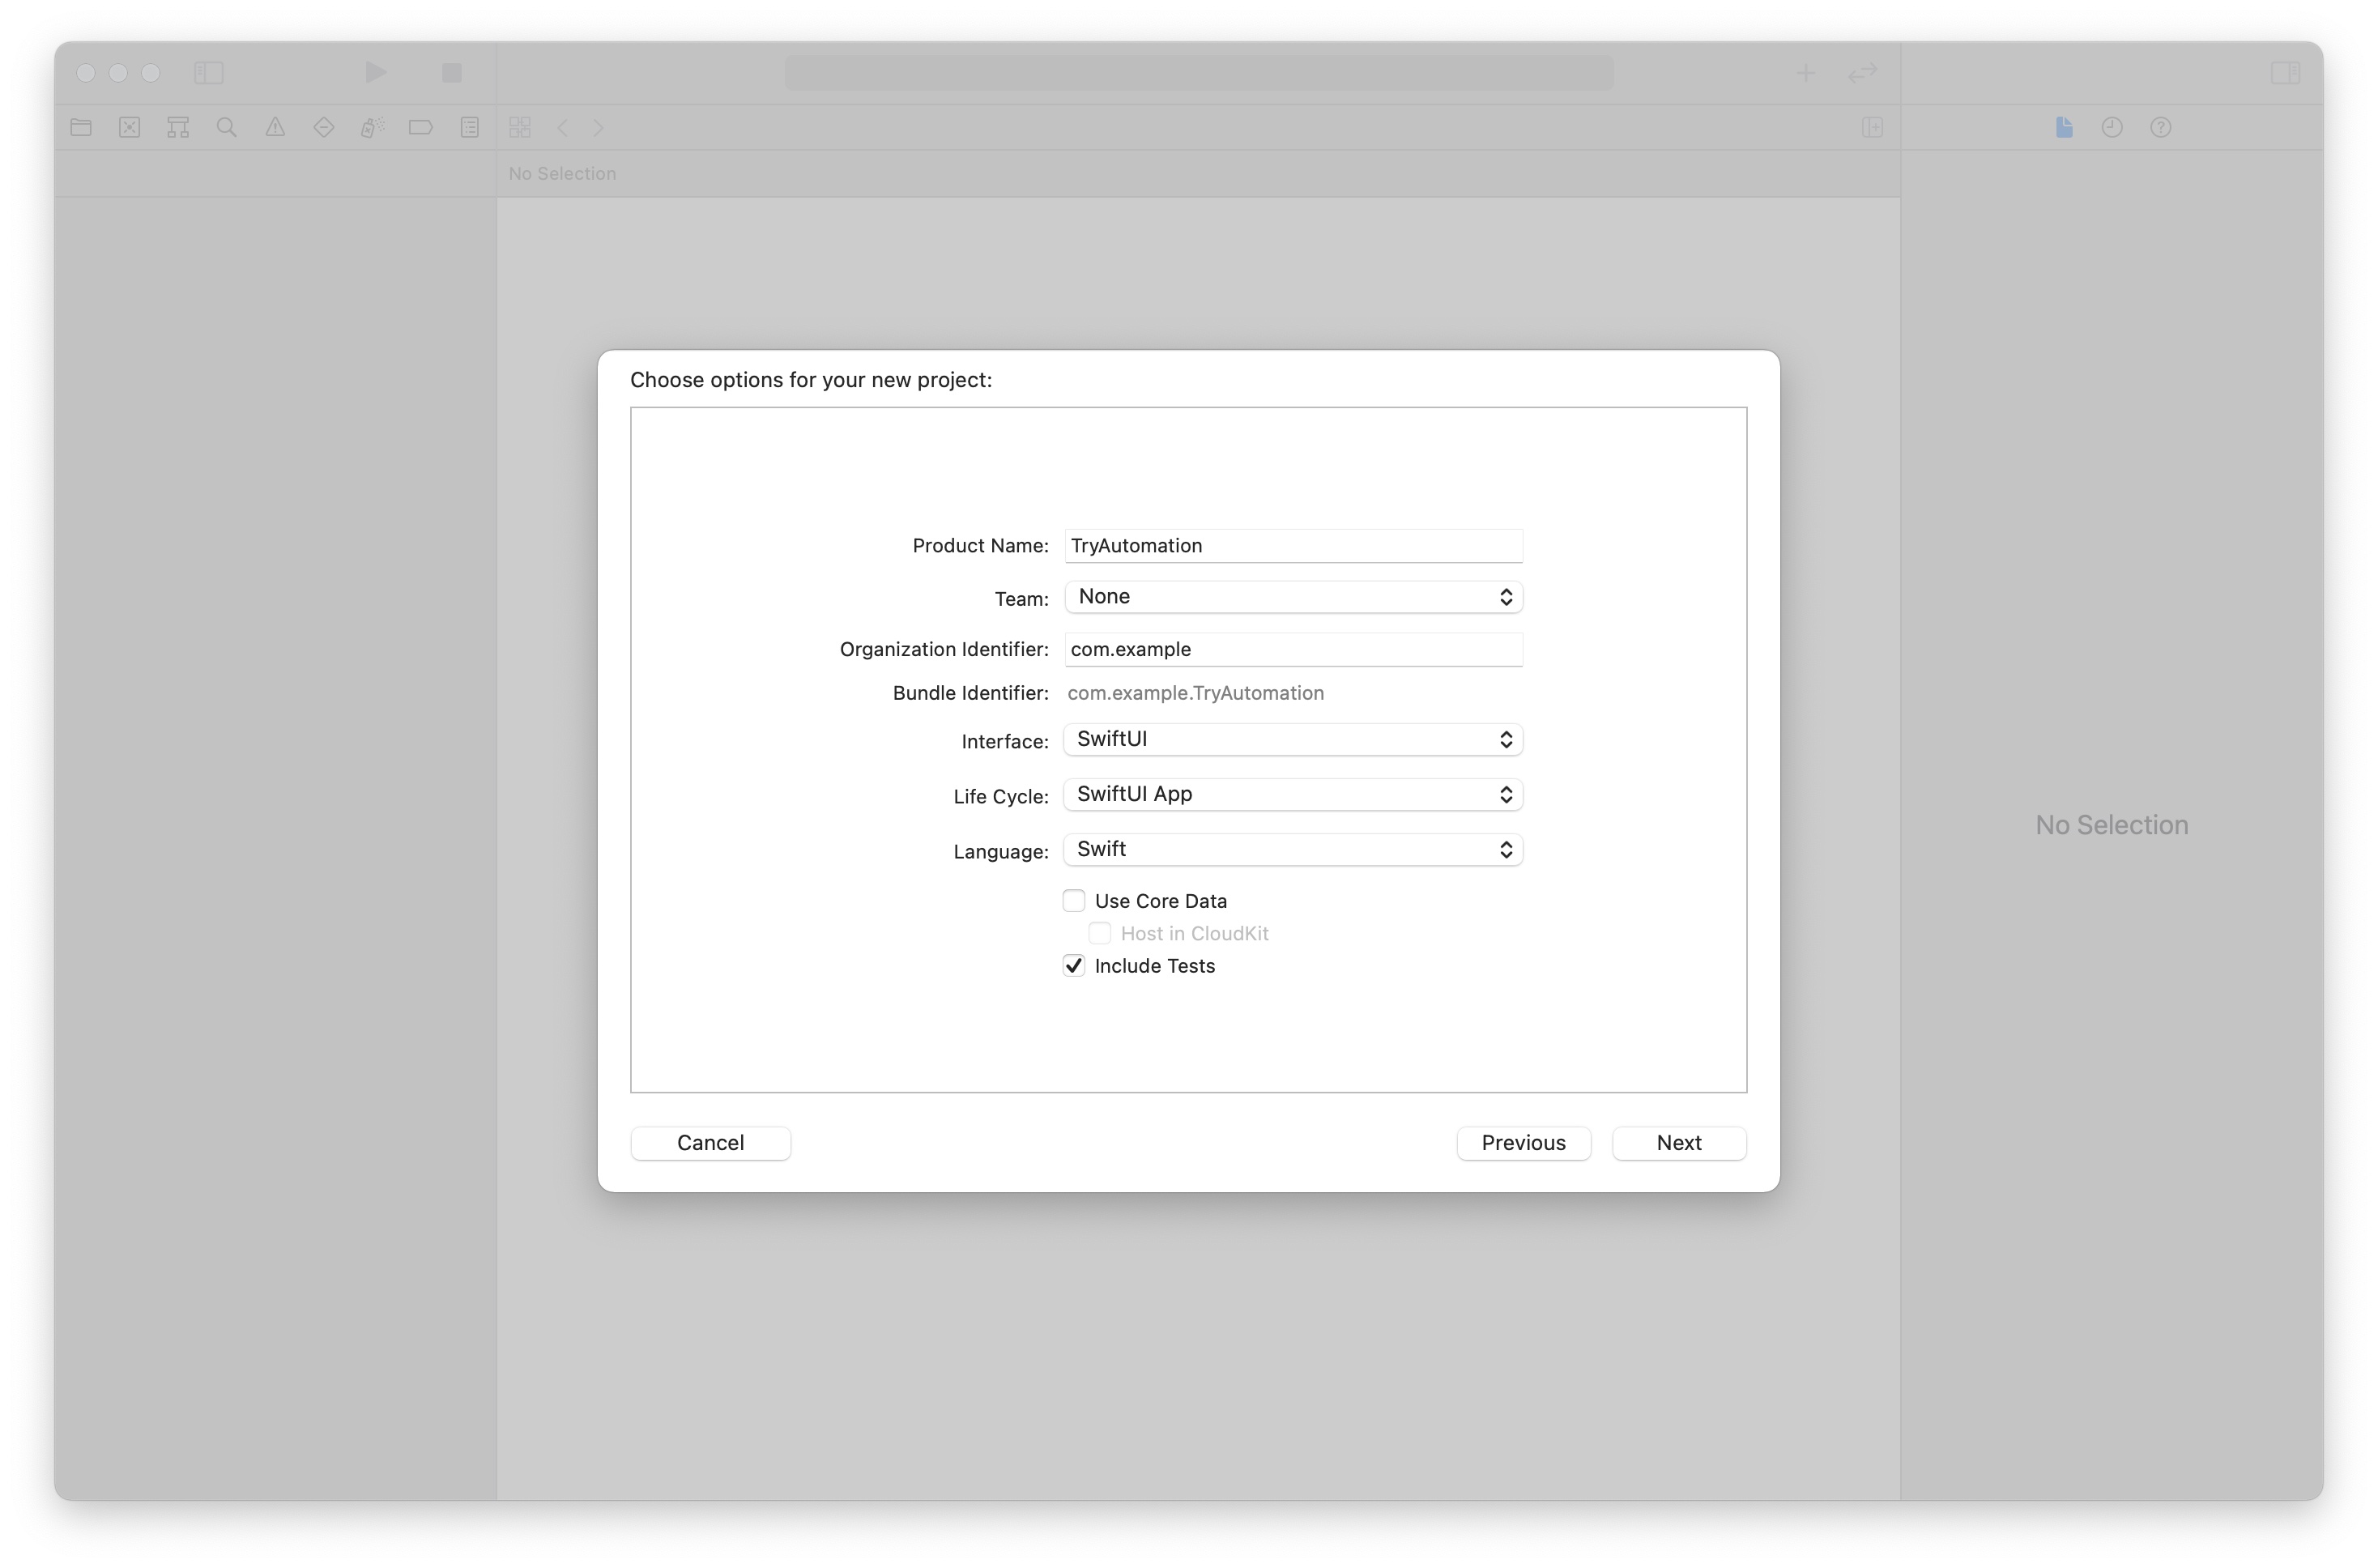 No Selection
Choose options for your new project:
Product Name: TryAutomation
Team: None
Organization Identifier: com.example
Bundle Identifier: com.example.TryAutomation
Interface: SwiftUI
Life Cycle: SwiftUI App
Language: Swift
Use Core Data
Host in CloudKit
Include Tests
No Selection
Cancel Previous Next